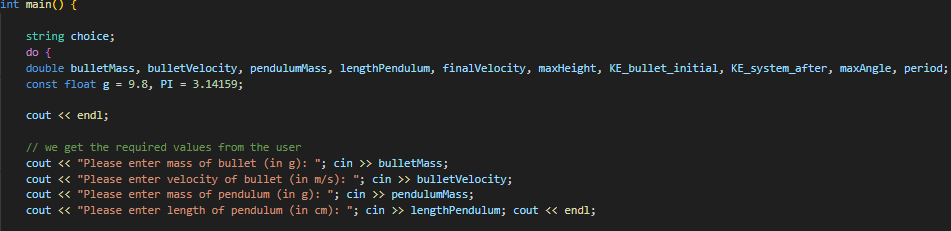 int main() {
string choice;
do {
double bulletMass, bulletVelocity, pendulumMass, lengthPendulum, finalVelocity, maxHeight, KE_bullet_initial, KE_system_after, maxAngle, period;
const float g = 9.8, PI = 3.14159;
cout << endl;
// we get the required values from the user
cout << "Please enter mass of bullet (in g): "; cin >> bulletMass;
cout << "Please enter velocity of bullet (in m/s): "; cin >> bulletVelocity;
cout << "Please enter mass of pendulum (in g): "; cin >> pendulumMass;
cout << "Please enter length of pendulum (in cm): "; cin >> lengthPendulum; cout << endl;